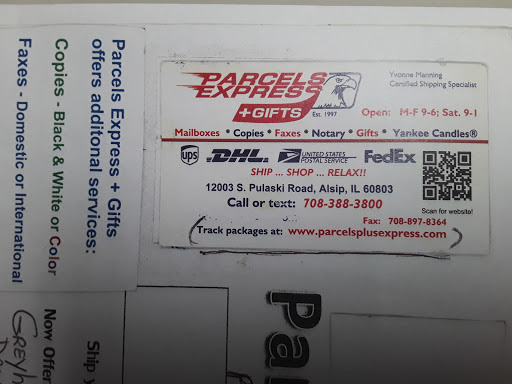 PARCELS
EXPRESS
+GIFTS
Est. 1997
Yvonne Manning
Certified Shipping Specialist
Open: M-F 9-6; Sat. 9-1
Mailboxes * Copies * Faxes * Notary * Gifts * Yankee Candles®
ups DHL UNITED STATES POSTAL SERVICE FedEx
SHIP ... SHOP ... RELAX!!
12003 S. Pulaski Road, Alsip, IL 60803
Call or text: 708-388-3800
Scan for website!
Fax: 708-897-8364
Track packages at: www.parcelsplusexpress.com
Parcels Express + Gifts
offers additonal services:
Copies - Black & White or Color
Faxes - Domestic or International
Ship y
Now Offer
GREYH
Pa